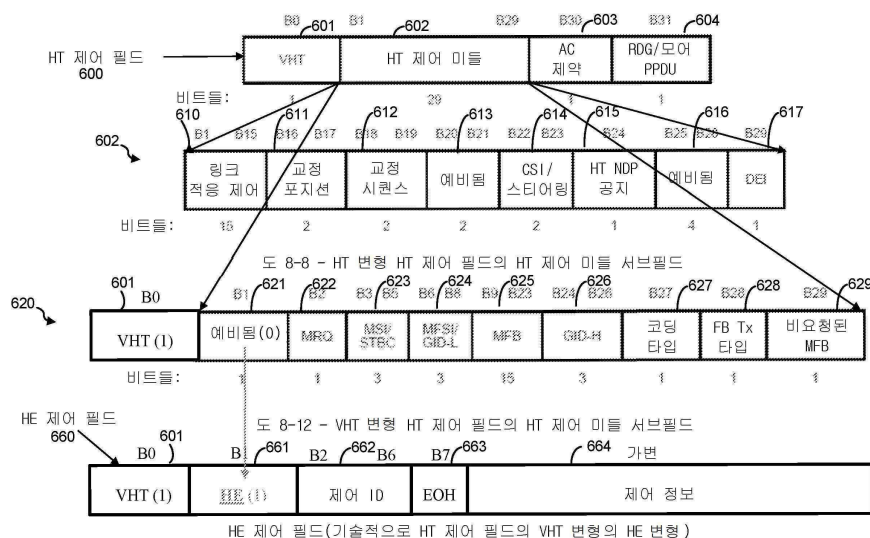 B0 601 B1 602 B29 B30 603 B31 604
HT 제어 필드
600
VHT HT 제어 미들 AC 제약 RDG/모어 PPDU
비트들: 1 29 1 1
610 611 612 613 614 615 616 617
B1 B15 B16 B17 B18 B19 B20 B21 B22 B23 B24 B25 B28 B29
602
링크 적응 제어 교정 포지션 교정 시퀀스 예비됨 CSI/스티어링 HT NDP 공지 예비됨 DEI
비트들: 15 2 2 2 2 1 4 1
도 8-8 - HT 변형 HT 제어 필드의 HT 제어 미들 서브필드
601 621 622 623 624 625 626 627 628 629
620
B0 B1 B2 B3 B5 B6 B8 B9 B23 B24 B26 B27 B28 B29
VHT (1) 예비됨(0) MRQ MSI/STBC MFSI/GID-L MFB GID-H 코딩 타입 FB Tx 타입 비요청된 MFB
비트들: 1 1 3 3 15 3 1 1 1
도 8-12 - VHT 변형 HT 제어 필드의 HT 제어 미들 서브필드
HE 제어 필드
660 601 661 662 663 664
B0 B B2 B6 B7 가변
VHT (1) HE (1) 제어 ID EOH 제어 정보
HE 제어 필드(기술적으로 HT 제어 필드의 VHT 변형의 HE 변형)